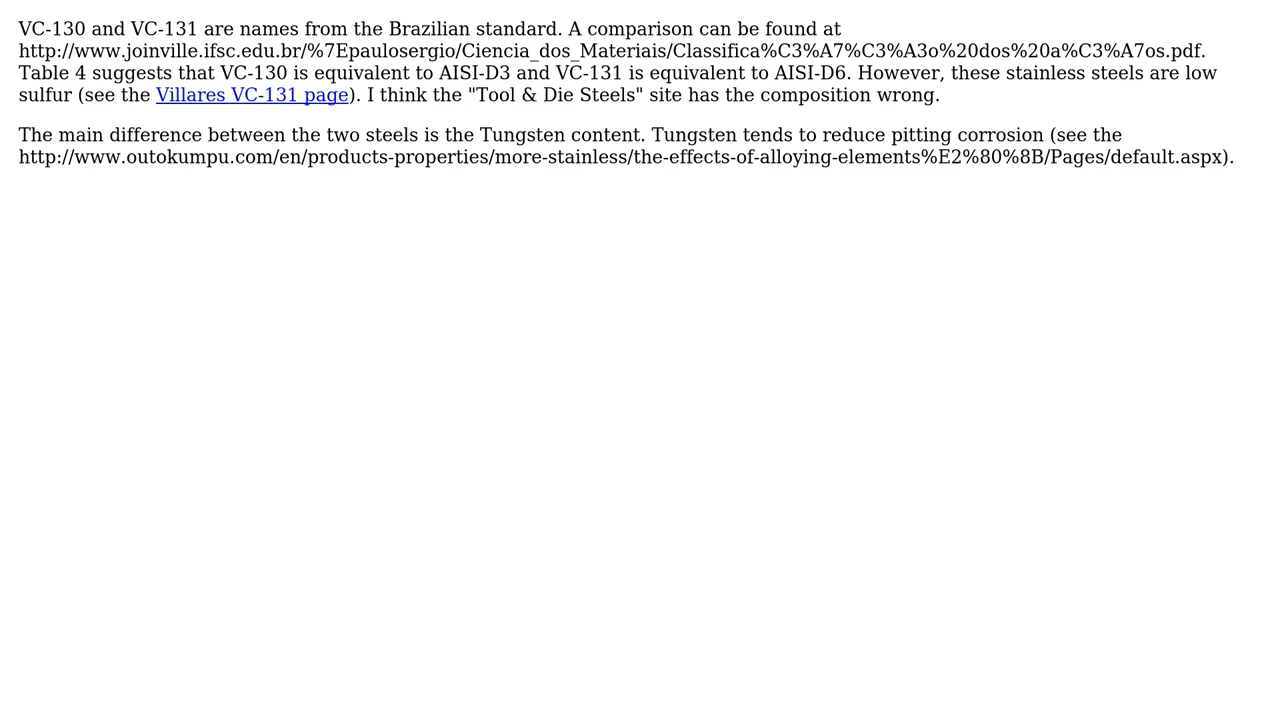 VC-130 and VC-131 are names from the Brazilian standard. A comparison can be found at
http://www.joinville.ifsc.edu.br/%7Epaulosergio/Ciencia_dos_Materiais/Classifica%C3%A7%C3%A3o%20dos%20a%C3%A7os.pdf.
Table 4 suggests that VC-130 is equivalent to AISI-D3 and VC-131 is equivalent to AISI-D6. However, these stainless steels are low
sulfur (see the Villares VC-131 page). I think the "Tool & Die Steels" site has the composition wrong.
The main difference between the two steels is the Tungsten content. Tungsten tends to reduce pitting corrosion (see the
http://www.outokumpu.com/en/products-properties/more-stainless/the-effects-of-alloying-elements%E2%80%8B/Pages/default.aspx).